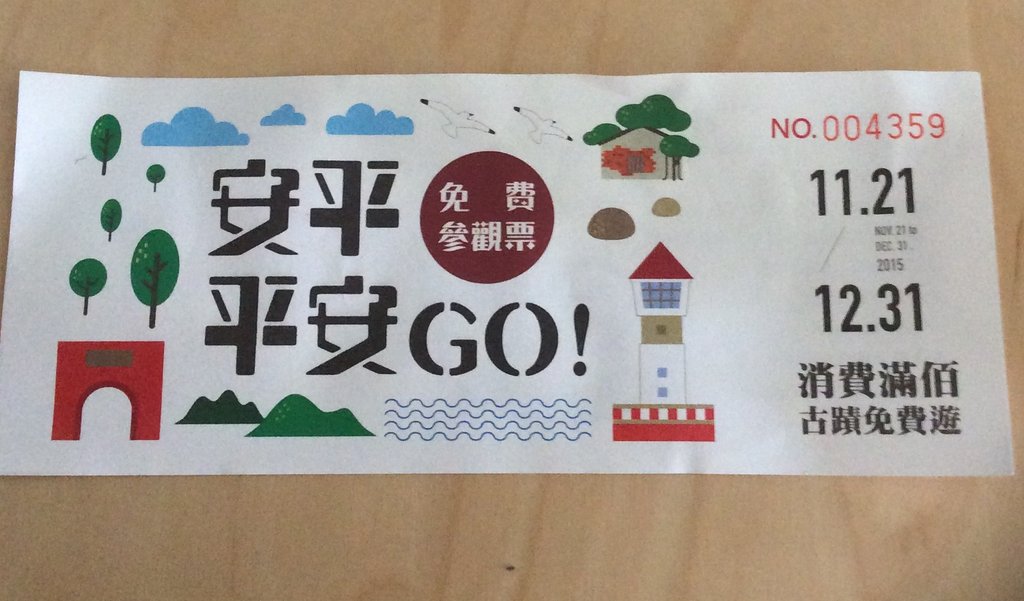 安平
免費
參觀票
平安GO!
NO.004359
11.21
NOV. 21 to
DEC. 31 .
2015
12.31
消費滿佰
古蹟免費遊